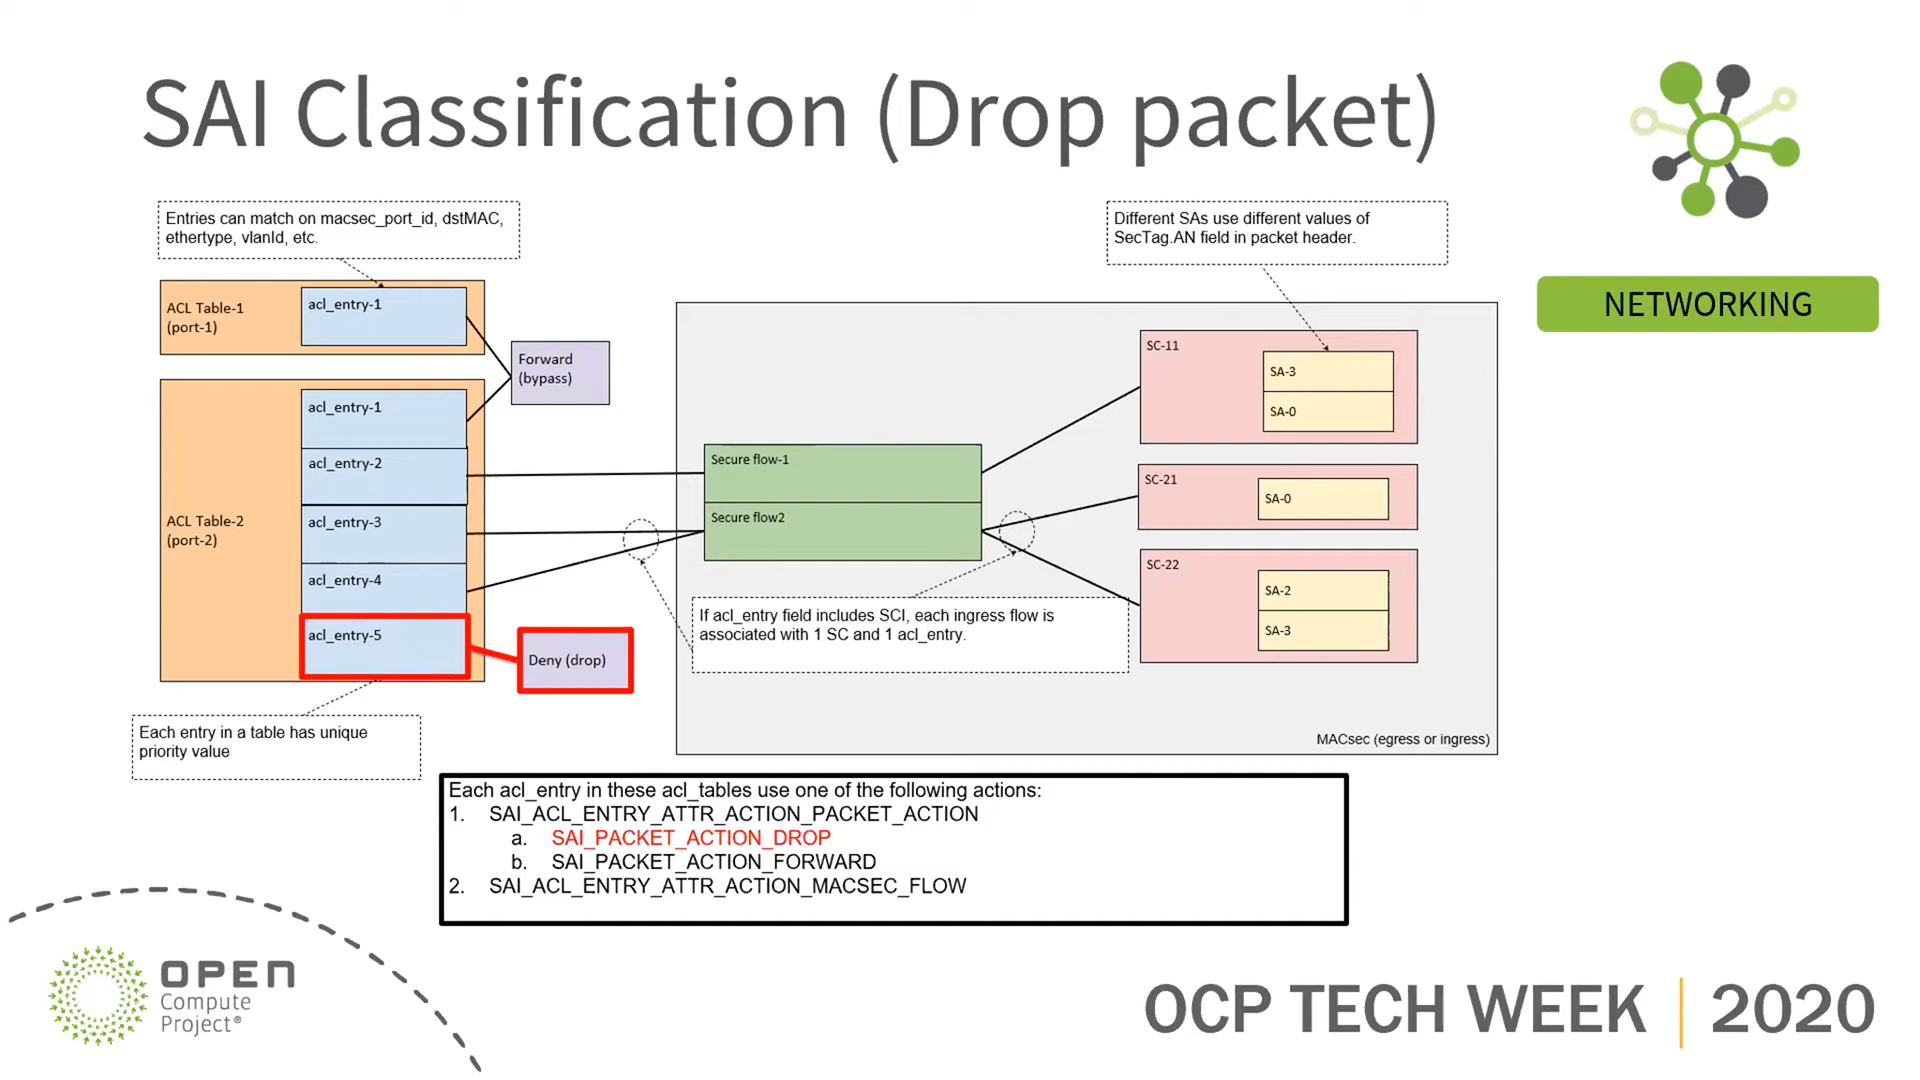 SAI Classification (Drop packet)
Entries can match on macsec_port_id, dstMAC,
ethertype, vlanId, etc.
Different SAs use different values of
SecTag.AN field in packet header.
NETWORKING
ACL Table-1
(port-1)
acl_entry-1
Forward
(bypass)
ACL Table-2
(port-2)
acl_entry-1
acl_entry-2
acl_entry-3
acl_entry-4
acl_entry-5
Deny (drop)
Secure flow-1
Secure flow2
SC-11
SA-3
SA-0
SC-21
SA-0
SC-22
SA-2
SA-3
If acl_entry field includes SCI, each ingress flow is
associated with 1 SC and 1 acl_entry.
Each entry in a table has unique
priority value
MACsec (egress or ingress)
Each acl_entry in these acl_tables use one of the following actions:
1. SAI_ACL_ENTRY_ATTR_ACTION_PACKET_ACTION
a. SAI_PACKET_ACTION_DROP
b. SAI_PACKET_ACTION_FORWARD
2. SAI_ACL_ENTRY_ATTR_ACTION_MACSEC_FLOW
OPEN
Compute
Project®
OCP TECH WEEK | 2020